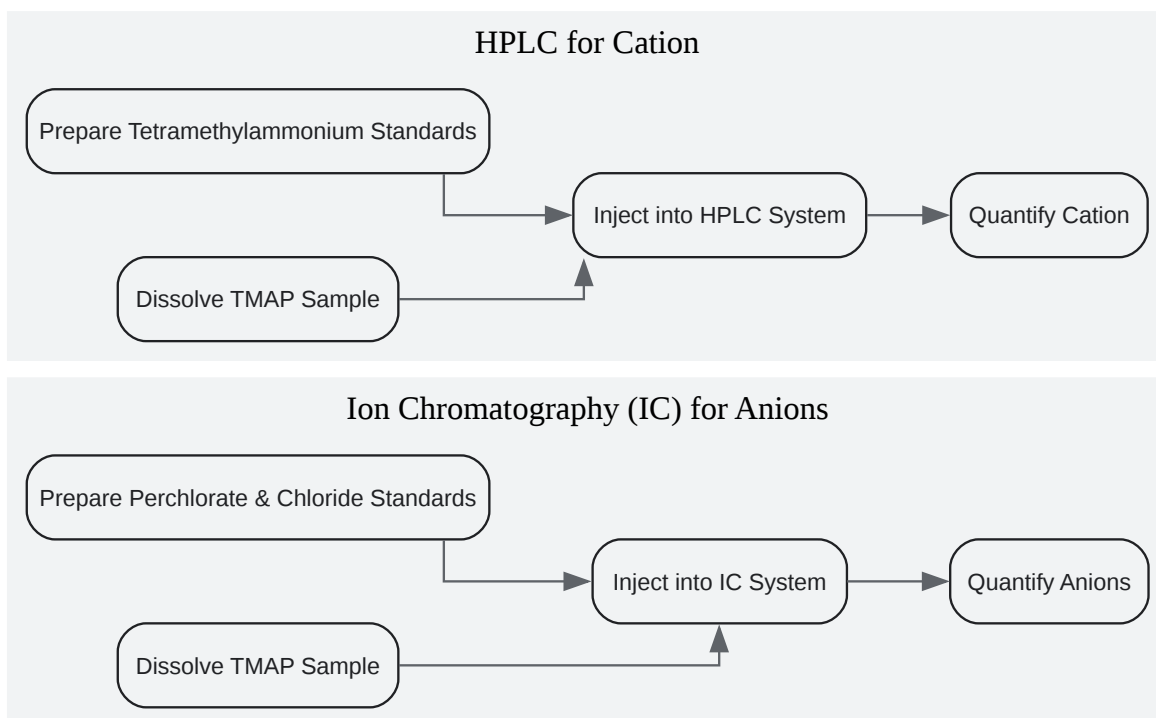 HPLC for Cation
Prepare Tetramethylammonium Standards
Inject into HPLC System
Quantify Cation
Dissolve TMAP Sample
Ion Chromatography (IC) for Anions
Prepare Perchlorate & Chloride Standards
Inject into IC System
Quantify Anions
Dissolve TMAP Sample